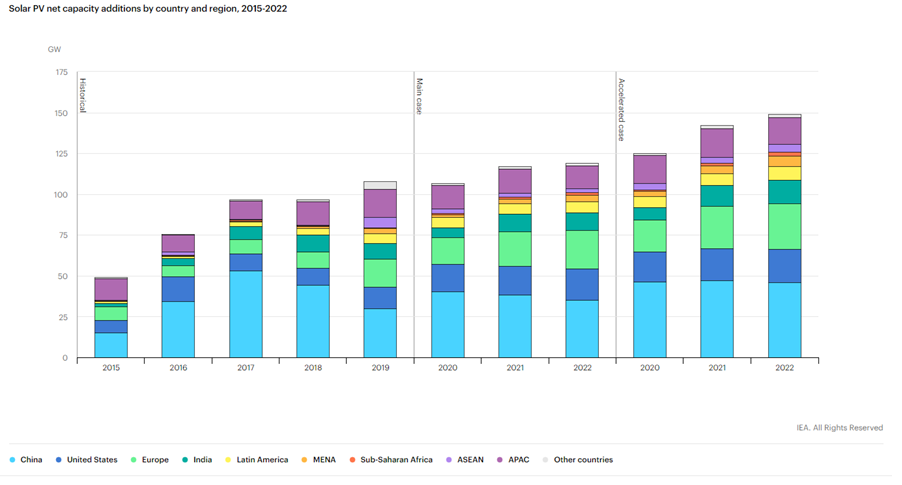 Solar PV net capacity additions by country and region, 2015-2022
GW
175
150
125
100
75
50
25
0
Historical
Main case
Accelerated case
2015 2016 2017 2018 2019 2020 2021 2022 2020 2021 2022
IEA. All Rights Reserved
China United States Europe India Latin America MENA Sub-Saharan Africa ASEAN APAC Other countries